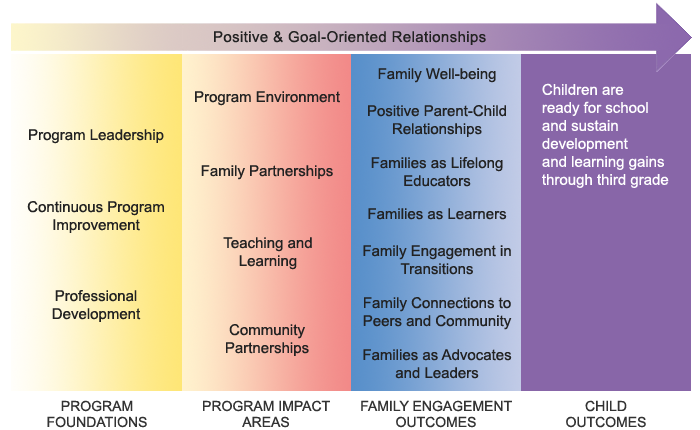 Positive & Goal-Oriented Relationships
Program Leadership
Continuous Program
Improvement
Professional
Development
PROGRAM
FOUNDATIONS
Program Environment
Family Partnerships
Teaching and
Learning
Community
Partnerships
PROGRAM IMPACT
AREAS
Family Well-being
Positive Parent-Child
Relationships
Families as Lifelong
Educators
Families as Learners
Family Engagement in
Transitions
Family Connections to
Peers and Community
Families as Advocates
and Leaders
FAMILY ENGAGEMENT
OUTCOMES
Children are
ready for school
and sustain
development
and learning gains
through third grade
CHILD
OUTCOMES